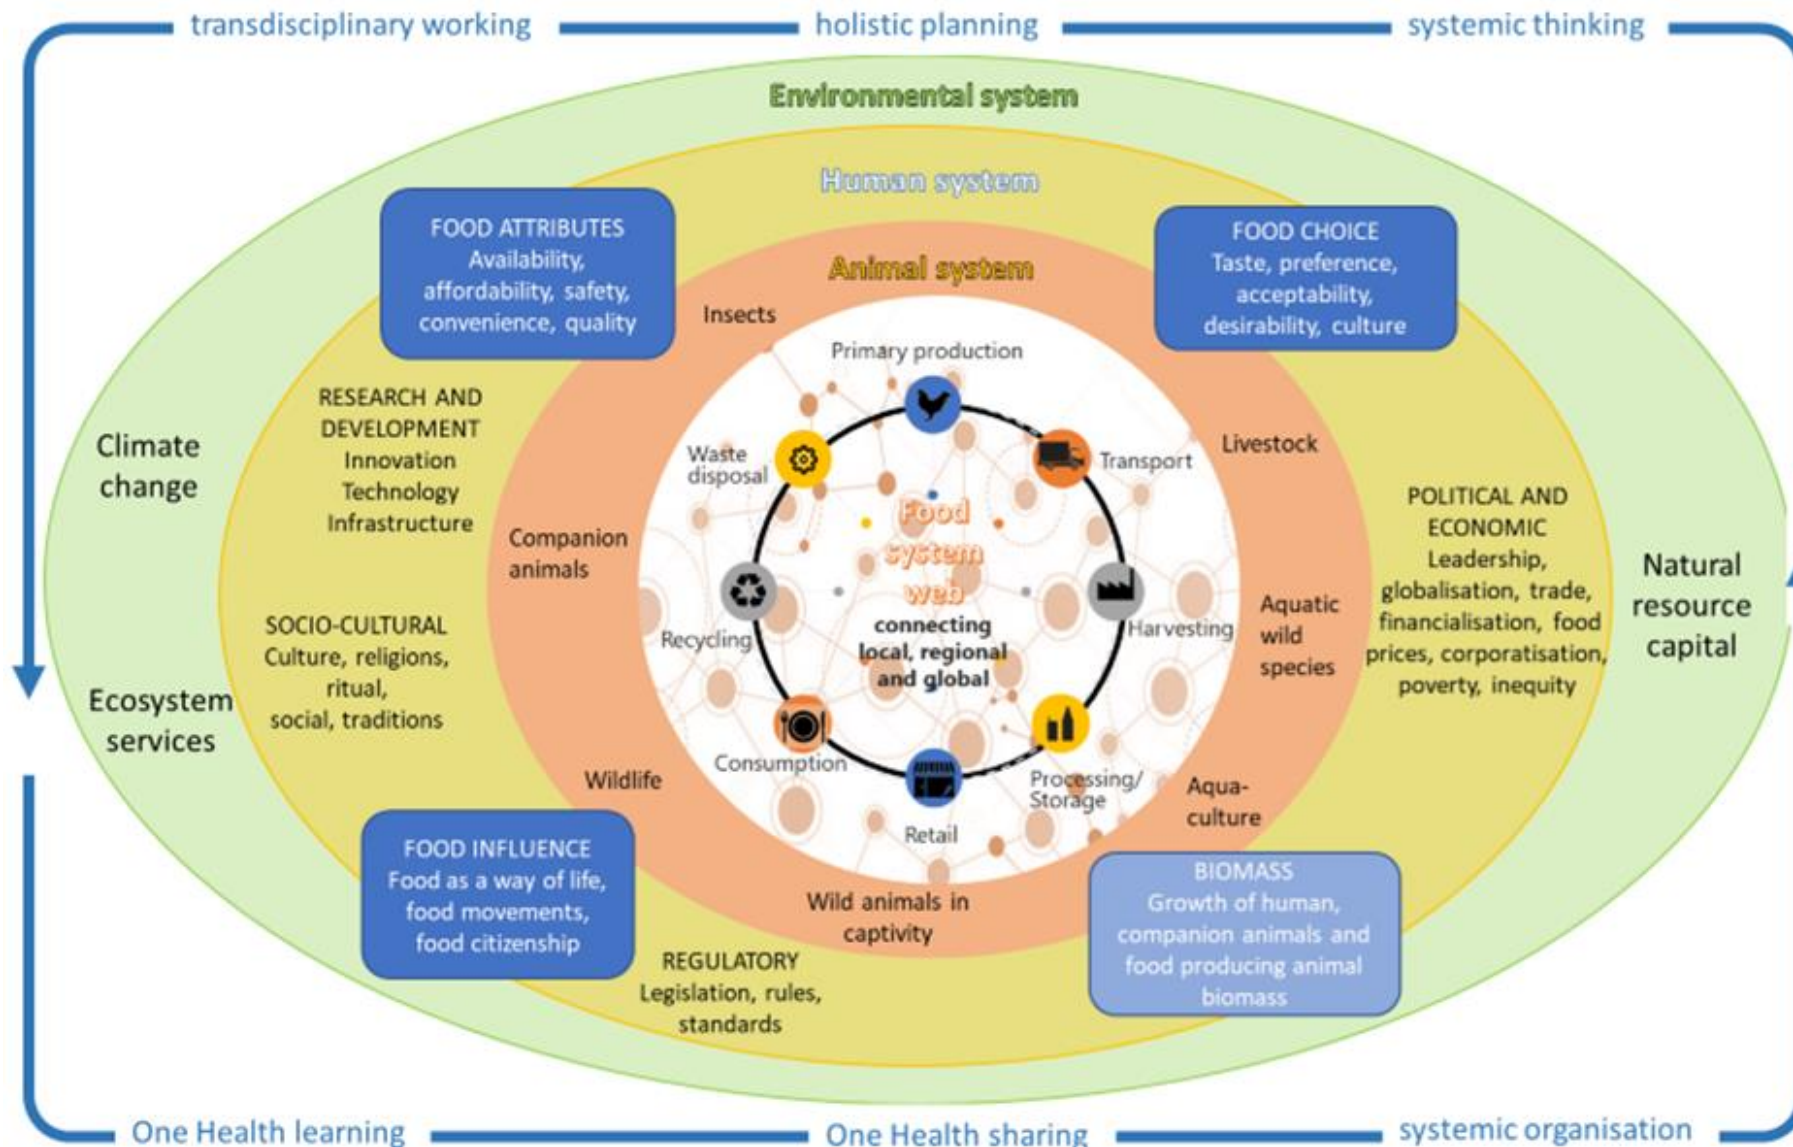 transdisciplinary working
holistic planning
systemic thinking
Environmental system
Human system
Animal system
FOOD ATTRIBUTES
Availability,
affordability, safety,
convenience, quality
FOOD CHOICE
Taste, preference,
acceptability,
desirability, culture
Insects
Primary production
RESEARCH AND
DEVELOPMENT
Innovation
Technology
Infrastructure
Climate
change
Waste
disposal
Transport
Livestock
Companion
animals
Food
system
web
connecting
local, regional
and global
POLITICAL AND
ECONOMIC
Leadership,
globalisation, trade,
financialisation, food
prices, corporatisation,
poverty, inequity
Natural
resource
capital
SOCIO-CULTURAL
Culture, religions,
ritual,
social, traditions
Recycling
Harvesting
Aquatic
wild
species
Ecosystem
services
Wildlife
Consumption
Retail
Processing/
Storage
Aqua-
culture
FOOD INFLUENCE
Food as a way of life,
food movements,
food citizenship
Wild animals in
captivity
BIOMASS
Growth of human,
companion animals and
food producing animal
biomass
REGULATORY
Legislation, rules,
standards
One Health learning
One Health sharing
systemic organisation